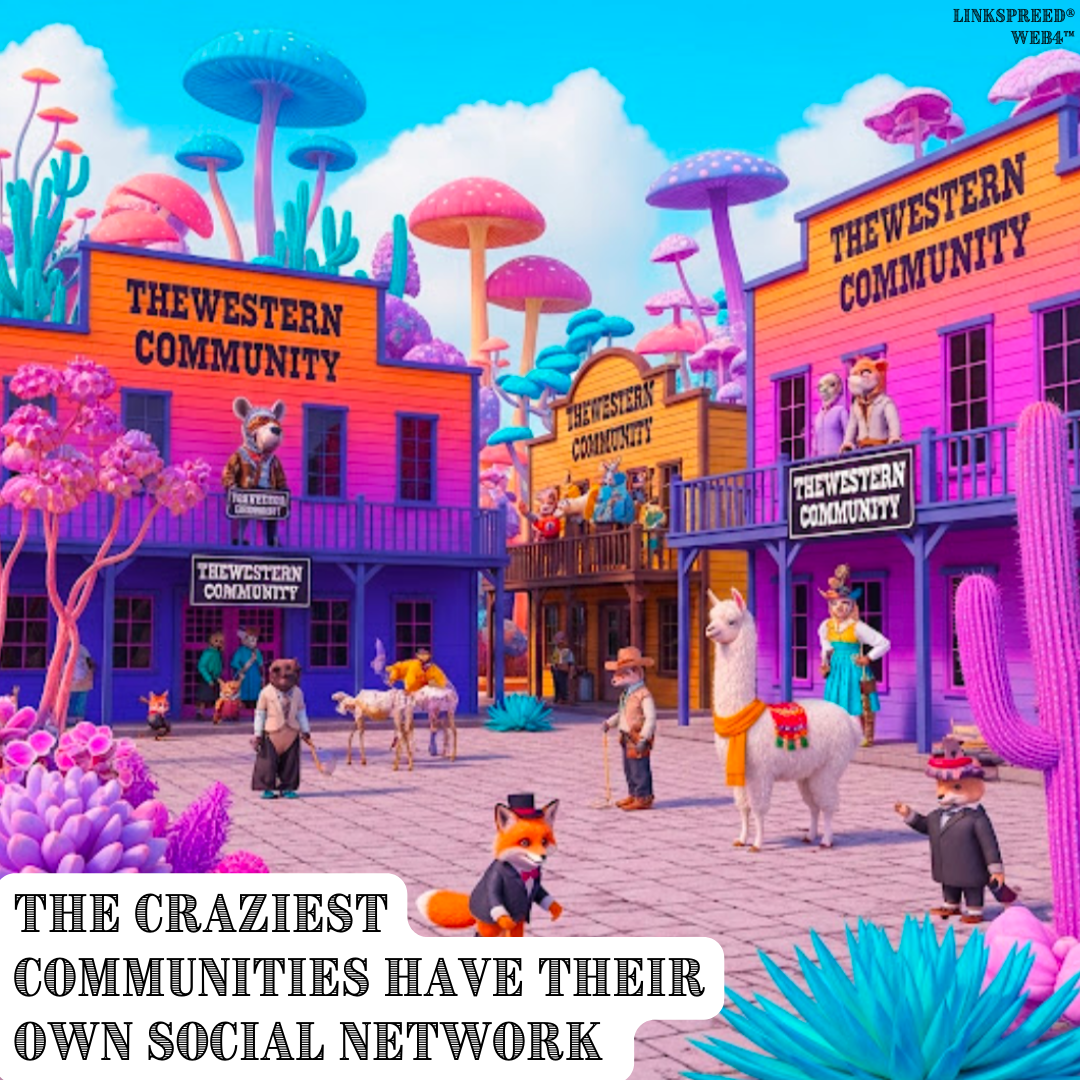 LINKSPREED®
WEB4™
THEWESTERN
COMMUNITY
THEWESTERN
COMMUNITY
THEWESTERN
COMMUNITY
THEWESTERN
COMMUNITY
THEWESTERN
COMMUNITY
THE CRAZIEST
COMMUNITIES HAVE THEIR
OWN SOCIAL NETWORK